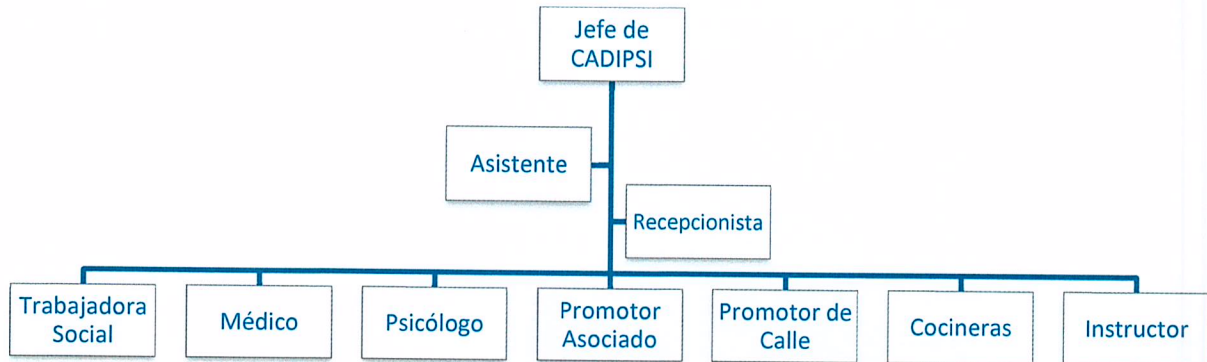 Jefe de
CADIPSI
Asistente
Recepcionista
Trabajadora
Social
Médico
Psicólogo
Promotor
Asociado
Promotor de
Calle
Cocineras
Instructor